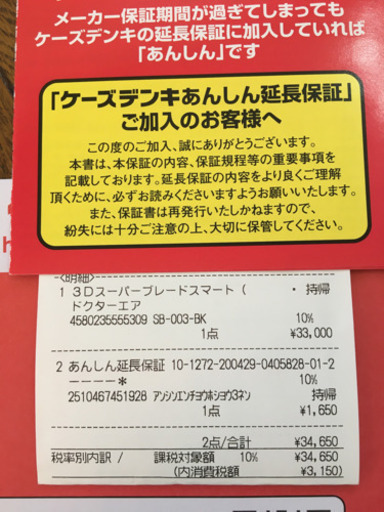 メーカー保証期間が過ぎてしまっても
ケーズデンキの延長保証に加入していれば
「あんしん」です
「ケーズデンキあんしん延長保証」
ご加入のお客様へ
この度のご加入、誠にありがとうございます。
本書は、本保証の内容、保証規程等の重要事項を
記載しております。延長保証の内容をより良くご理解
頂くために、必ずお読みくださいますようお願いいたします。
また、保証書は再発行いたしかねますので、
紛失には十分ご注意の上、大切に保管してください。
-<明細>
1 3Dスーパーブレードスマート( ・持帰
ドクターエア
4580235555309 SB-003-BK 10%
1点 ¥33,000
2 あんしん延長保証 10-1272-200429-0405828-01-2
ーーーー* 10%
2510467451928 アンシンエンチョウホショウ3ネン 持帰
1点 ¥1,650
2点/合計 ¥34,650
税率別内訳/ 課税対象額 10% ¥34,650
(内消費税額 ¥3,150)